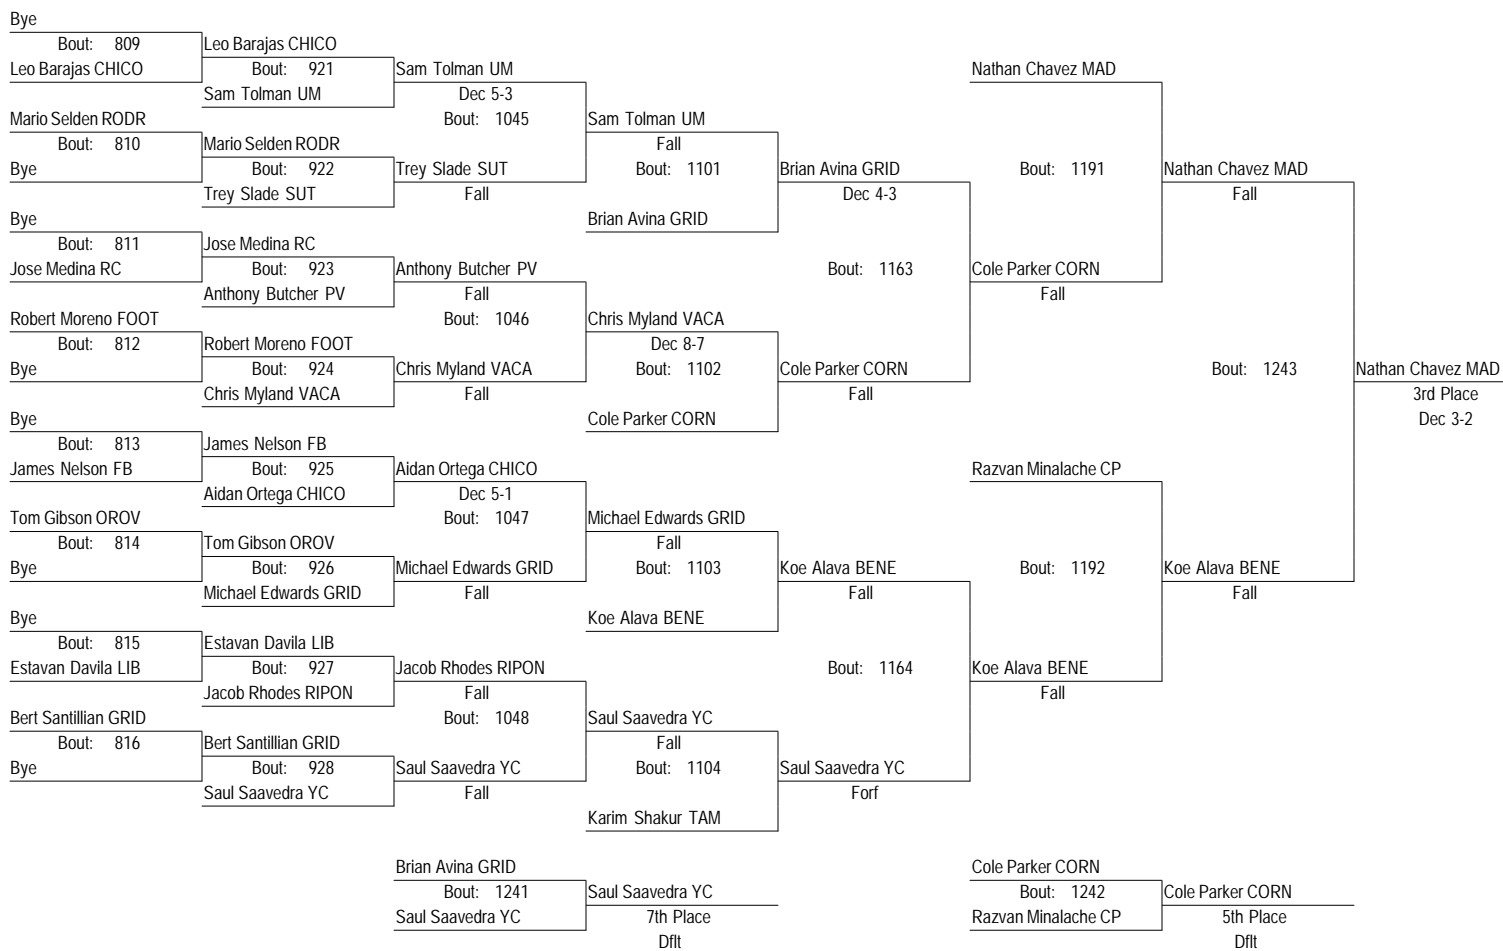 Bye
Bout: 809
Leo Barajas CHICO
Mario Selden RODR
Bout: 810
Bye
Bye
Bout: 811
Jose Medina RC
Robert Moreno FOOT
Bout: 812
Bye
Bye
Bout: 813
James Nelson FB
Tom Gibson OROV
Bout: 814
Bye
Bye
Bout: 815
Estavan Davila LIB
Bert Santillian GRID
Bout: 816
Bye
Leo Barajas CHICO
Bout: 921
Sam Tolman UM
Mario Selden RODR
Bout: 922
Trey Slade SUT
Jose Medina RC
Bout: 923
Anthony Butcher PV
Robert Moreno FOOT
Bout: 924
Chris Myland VACA
James Nelson FB
Bout: 925
Aidan Ortega CHICO
Tom Gibson OROV
Bout: 926
Michael Edwards GRID
Estavan Davila LIB
Bout: 927
Jacob Rhodes RIPON
Bert Santillian GRID
Bout: 928
Saul Saavedra YC
Sam Tolman UM
Dec 5-3
Bout: 1045
Trey Slade SUT
Fall
Anthony Butcher PV
Fall
Bout: 1046
Chris Myland VACA
Fall
Aidan Ortega CHICO
Dec 5-1
Bout: 1047
Michael Edwards GRID
Fall
Jacob Rhodes RIPON
Fall
Bout: 1048
Saul Saavedra YC
Fall
Sam Tolman UM
Fall
Bout: 1101
Brian Avina GRID
Chris Myland VACA
Dec 8-7
Bout: 1102
Cole Parker CORN
Michael Edwards GRID
Fall
Bout: 1103
Koe Alava BENE
Saul Saavedra YC
Fall
Bout: 1104
Karim Shakur TAM
Brian Avina GRID
Dec 4-3
Bout: 1163
Cole Parker CORN
Fall
Koe Alava BENE
Fall
Bout: 1164
Saul Saavedra YC
Forf
Nathan Chavez MAD
Bout: 1191
Cole Parker CORN
Fall
Razvan Minalache CP
Bout: 1192
Koe Alava BENE
Fall
Nathan Chavez MAD
Fall
Bout: 1243
Koe Alava BENE
Fall
Nathan Chavez MAD
3rd Place
Dec 3-2
Brian Avina GRID
Bout: 1241
Saul Saavedra YC
Saul Saavedra YC
7th Place
Dflt
Cole Parker CORN
Bout: 1242
Razvan Minalache CP
Cole Parker CORN
5th Place
Dflt